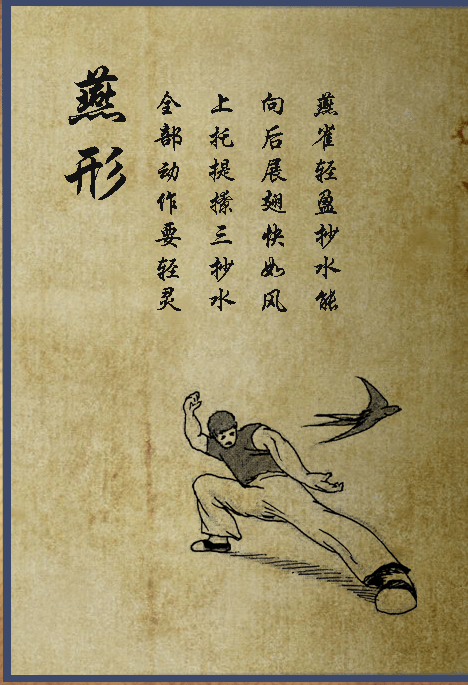 燕形
燕雀轻盈抄水能
向后展翅快如风
上托提撩三抄水
全部动作要轻灵